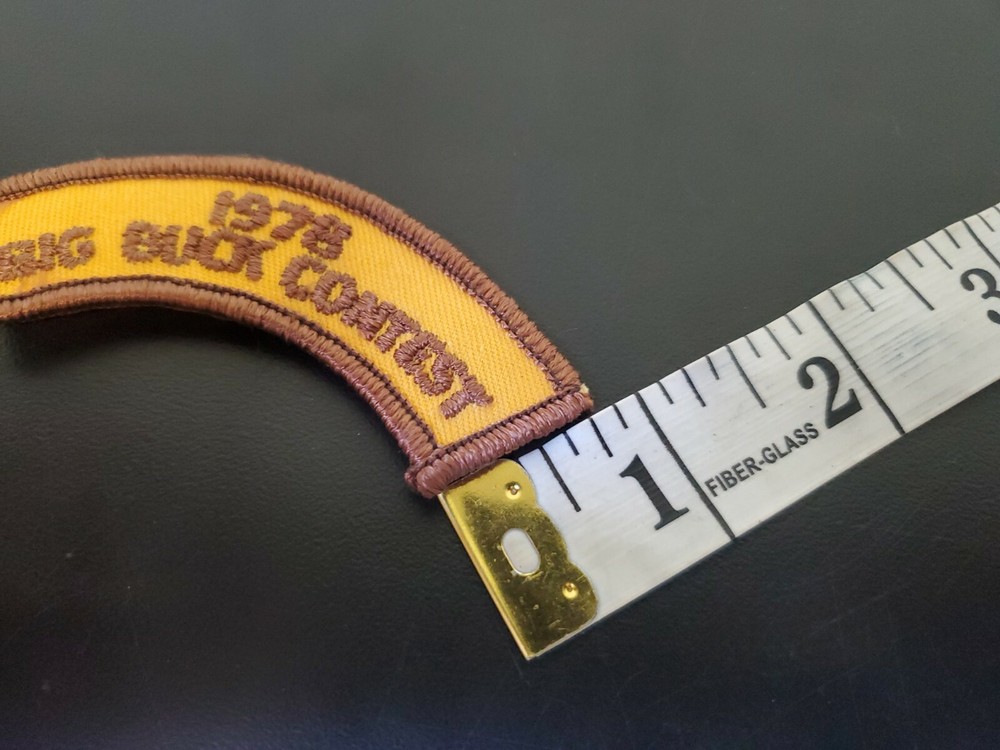 1978
BUCK CONTEST
1
2
3
FIBER-GLASS